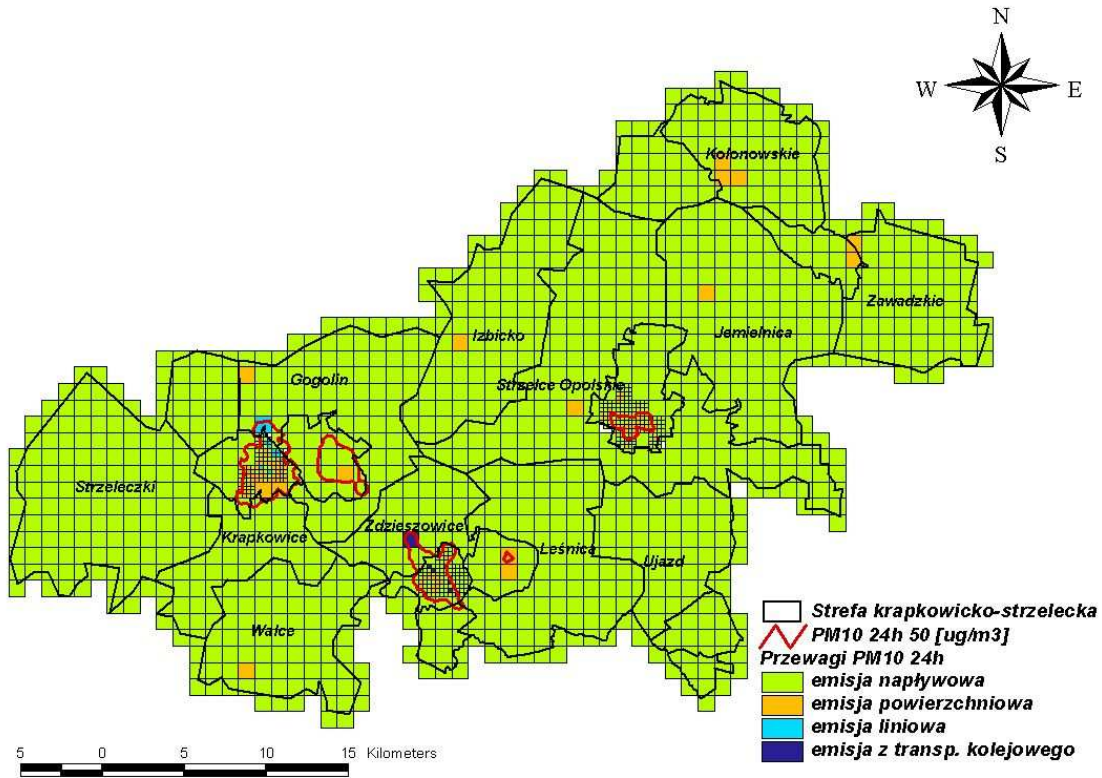 N
W
E
S
Kolonowskie
Zawadzkie
Jemielnica
Izbicko
Strzelce Opolskie
Gogolin
Strzeleczki
Krapkowice
Zdzieszowice
Leśnica
Ujazd
Walce
Strefa krapkowicko-strzelecka
PM10 24h 50 [ug/m3]
Przewagi PM10 24h
emisja napływowa
emisja powierzchniowa
emisja liniowa
emisja z transp. kolejowego
5 0 5 10 15 Kilometers